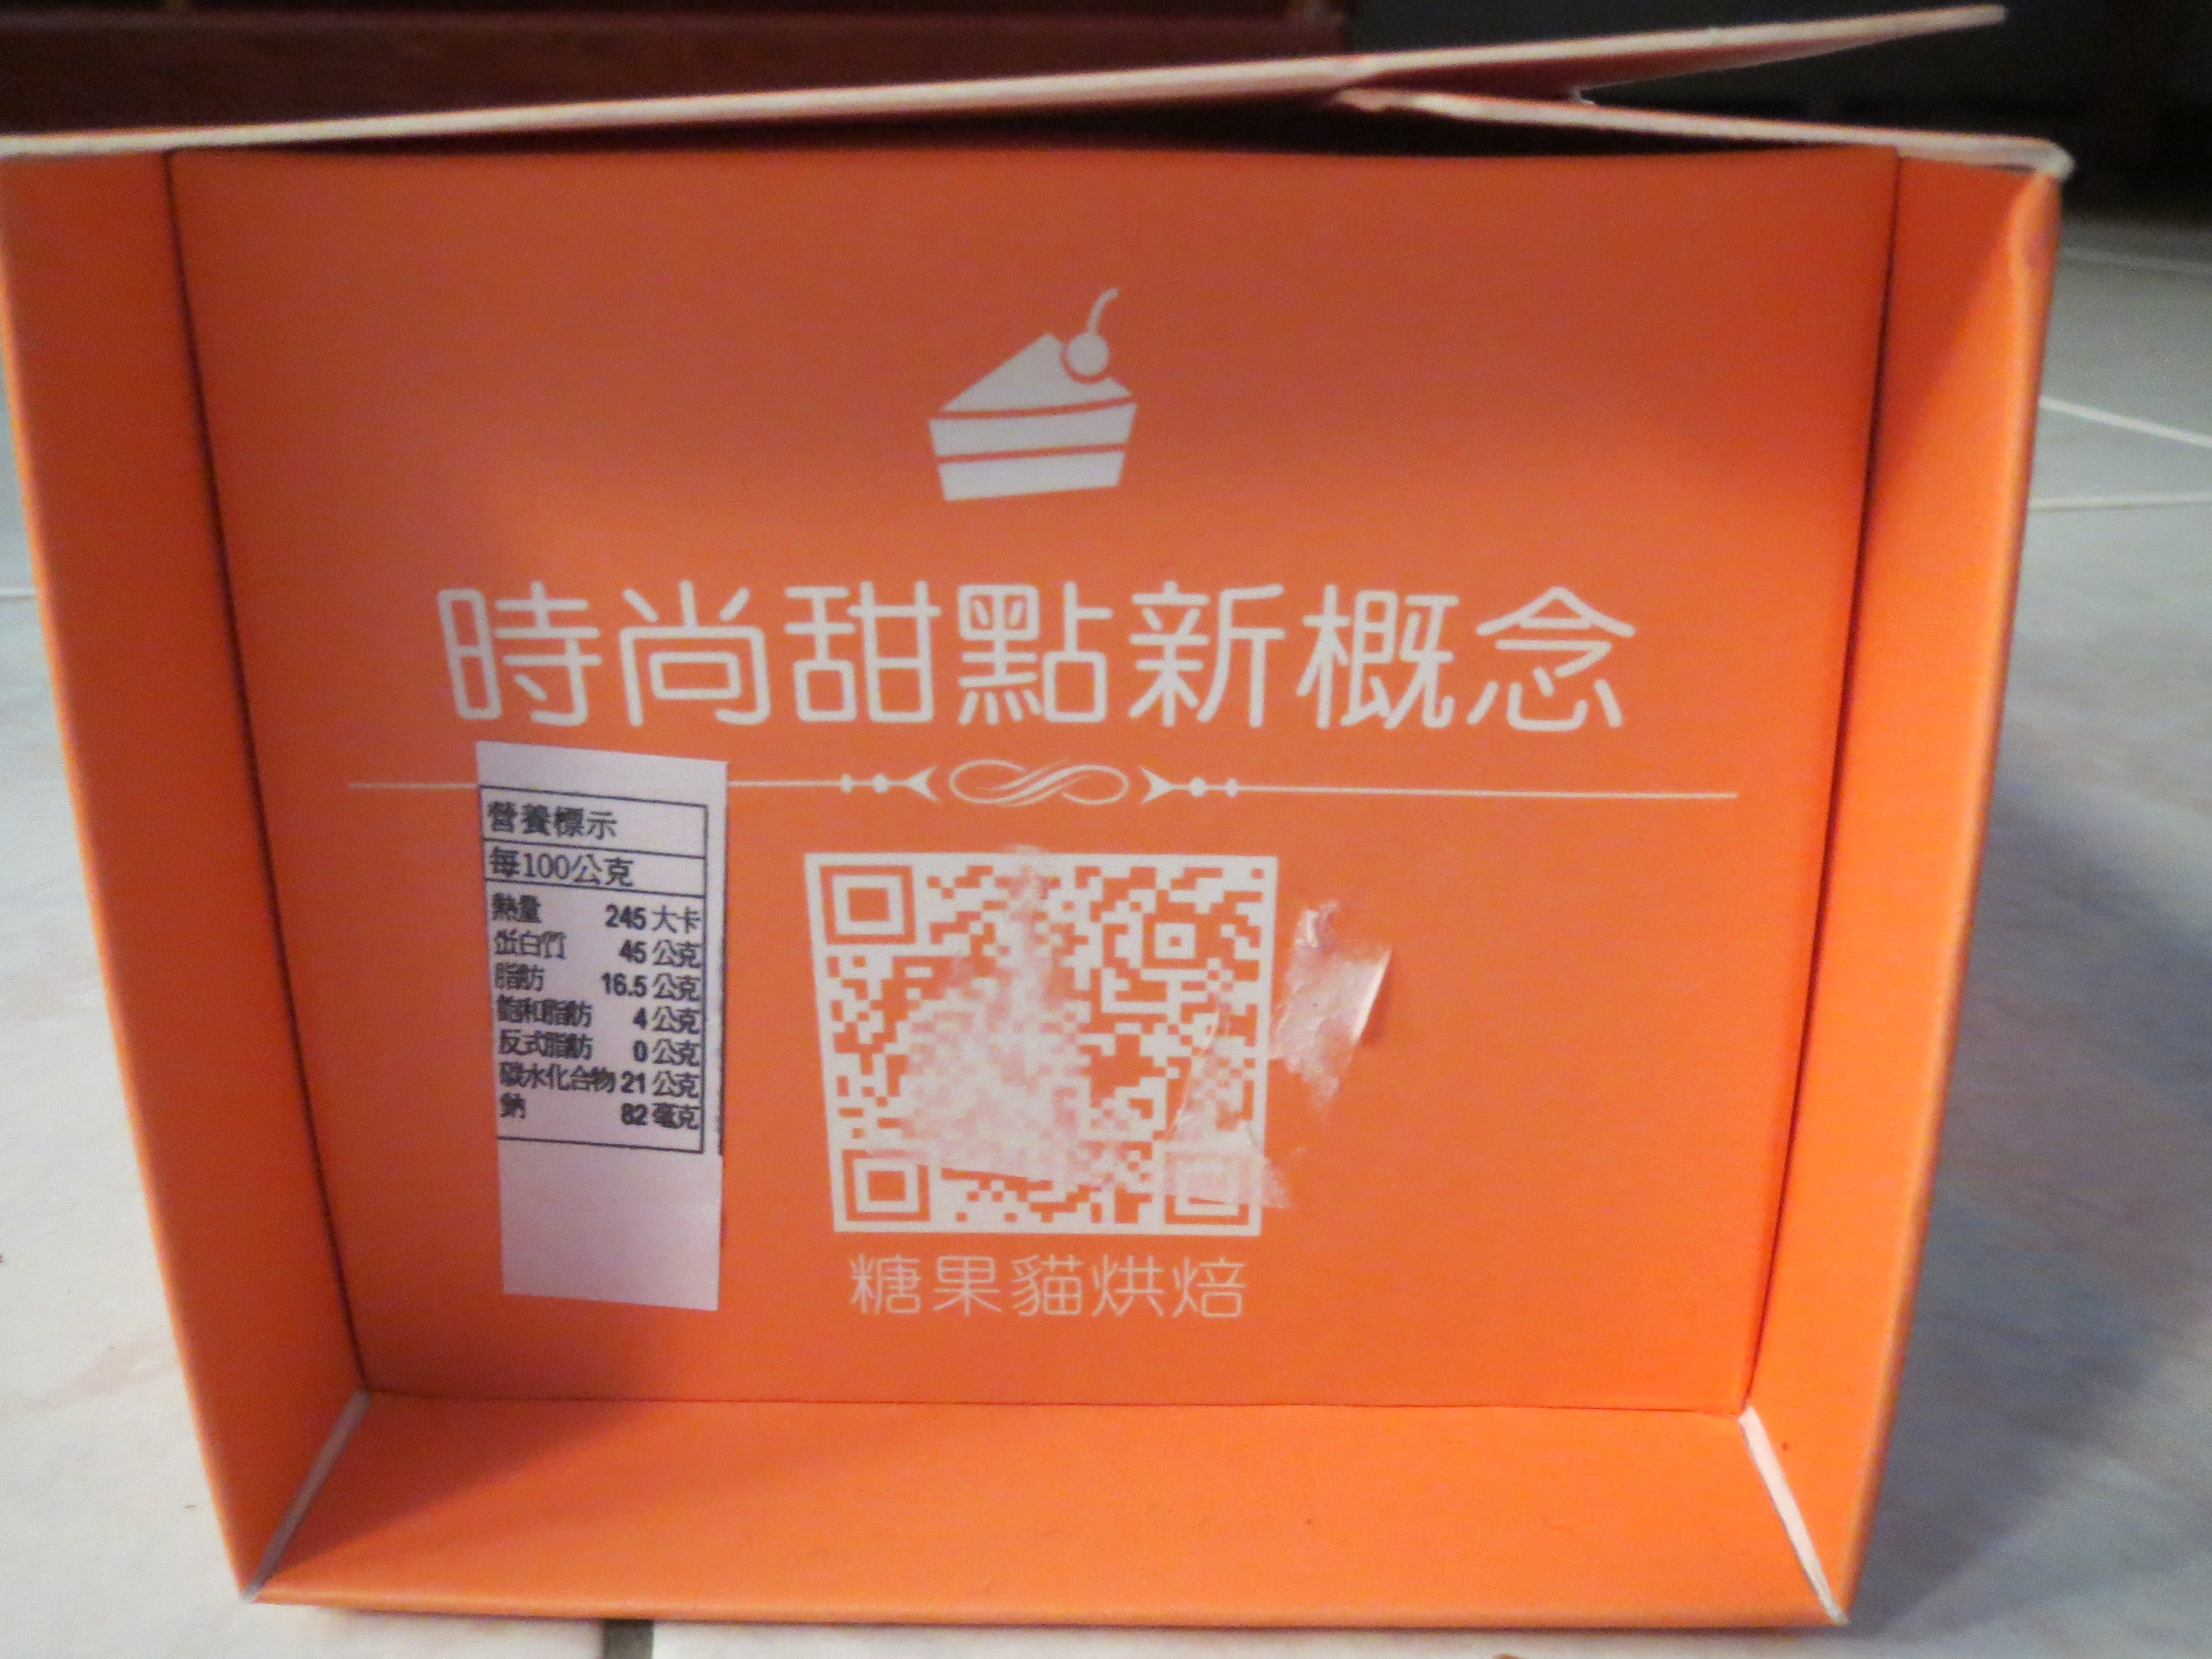 時尚甜點新概念
營養標示
每100公克
熱量 245 大卡
蛋白質 45 公克
脂肪 16.5 公克
飽和脂肪 4 公克
反式脂肪 0 公克
碳水化合物 21 公克
鈉 82 毫克
糖果貓烘焙